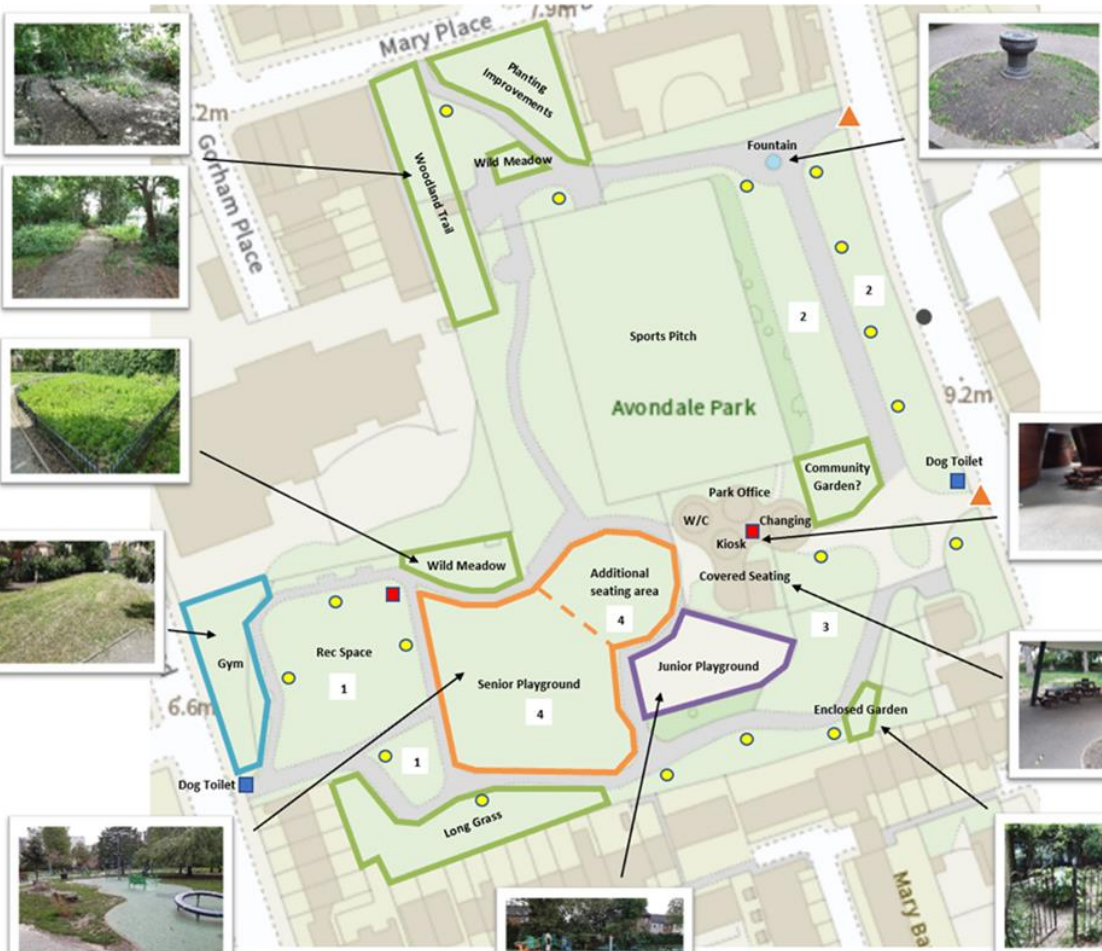 7.9m
Mary Place
Planting
Improvements
.2m
Gorham Place
Fountain
Wild Meadow
Woodland Trail
2
2
Sports Pitch
Avondale Park
9.2m
Community
Garden?
Dog Toilet
Park Office
W/C
Changing
Kiosk
Wild Meadow
Additional
seating area
4
Covered Seating
3
Gym
Rec Space
1
Junior Playground
Senior Playground
4
6.6m
Enclosed Garden
1
Dog Toilet
Long Grass
Mary Ba